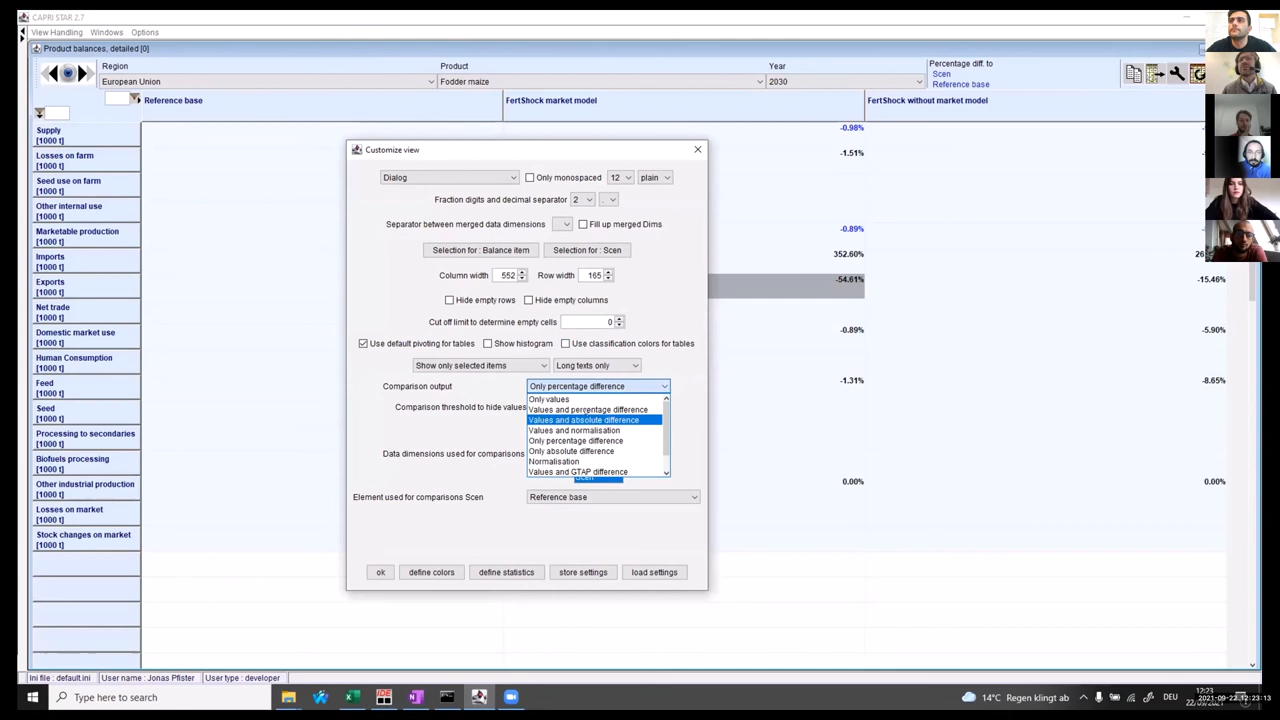 CAPRI STAR 2.7
View Handling Windows Options
Product balances, detailed [0]
Region Product Year
European Union Fodder maize 2030
Percentage diff. to
Scen
Reference base
Reference base FertShock market model FertShock without market model
Supply
[1000 t]
-0.98%
Losses on farm
[1000 t]
-1.51%
Seed use on farm
[1000 t]
Other internal use
[1000 t]
Marketable production
[1000 t]
-0.89%
Imports
[1000 t]
352.60%
Exports
[1000 t]
-54.61% -15.46%
Net trade
[1000 t]
Domestic market use
[1000 t]
-0.89% -5.90%
Human Consumption
[1000 t]
Feed
[1000 t]
-1.31% -8.65%
Seed
[1000 t]
Processing to secondaries
[1000 t]
Biofuels processing
[1000 t]
Other industrial production
[1000 t]
0.00% 0.00%
Losses on market
[1000 t]
Stock changes on market
[1000 t]
Customize view
Dialog Only monospaced 12 plain
Fraction digits and decimal separator 2 .
Separator between merged data dimensions Fill up merged Dims
Selection for : Balance item Selection for : Scen
Column width 552 Row width 165
Hide empty rows Hide empty columns
Cut off limit to determine empty cells 0
Use default pivoting for tables Show histogram Use classification colors for tables
Show only selected items Long texts only
Comparison output Only percentage difference
Only values
Comparison threshold to hide values
Values and percentage difference
Values and absolute difference
Values and normalisation
Only percentage difference
Only absolute difference
Data dimensions used for comparisons
Normalisation
Values and GTAP difference
Scen
Element used for comparisons Scen Reference base
ok define colors define statistics store settings load settings
Ini file : default.ini User name : Jonas Pfister User type : developer
Type here to search
14°C Regen klingt ab DEU
12:23
22/09/2021
2021-09-22 12:23:13